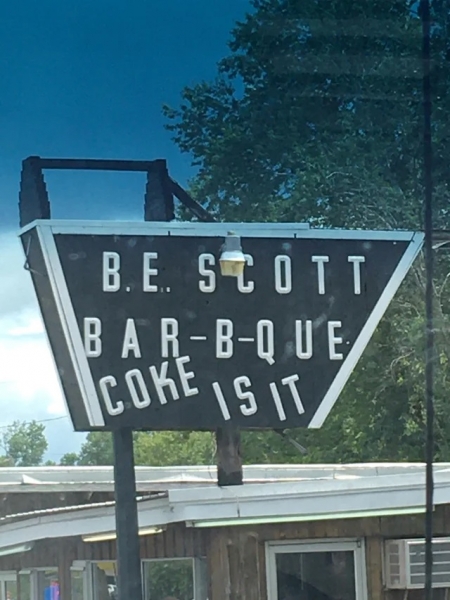 B.E. SCOTT
BAR-B-QUE
COKE IS IT